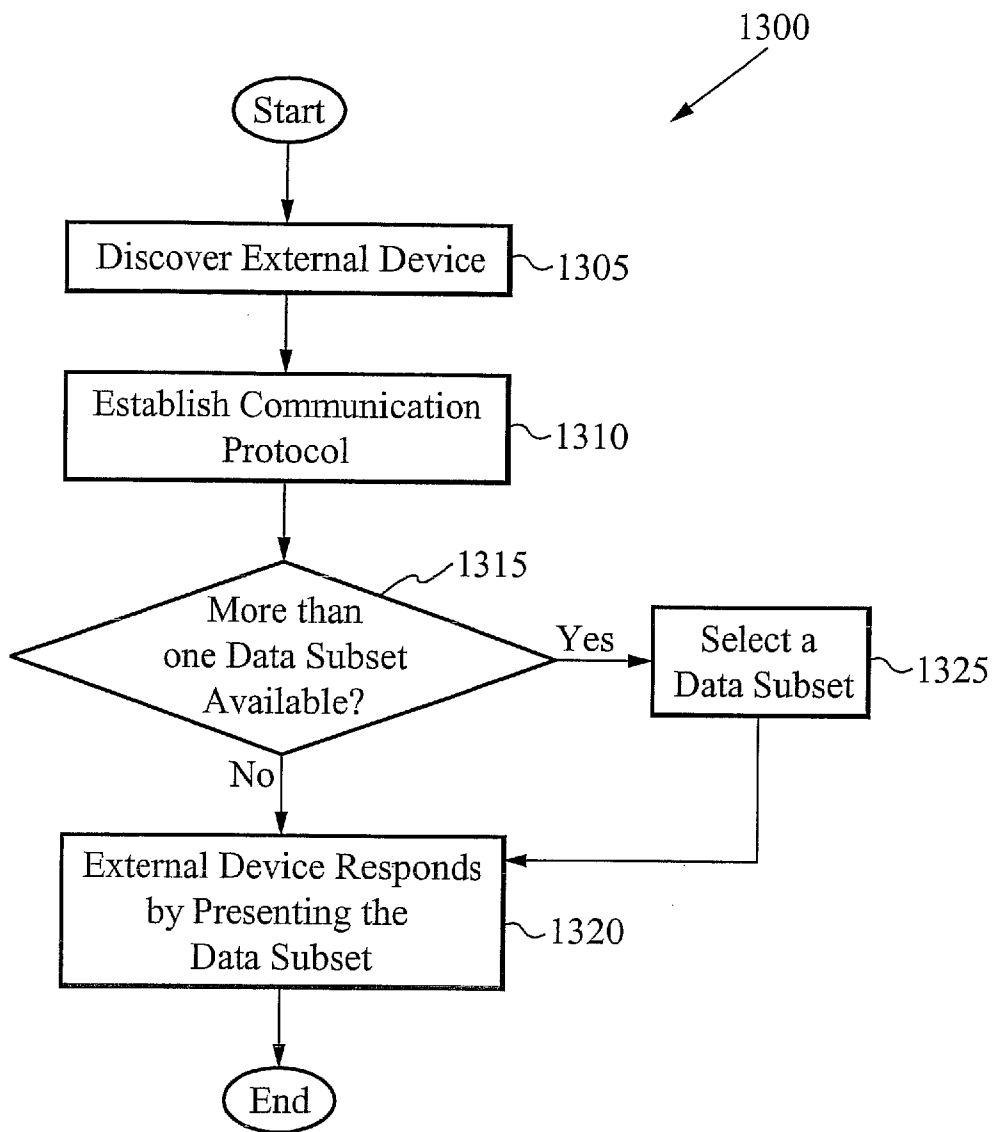 1300
Start
Discover External Device
1305
Establish Communication
Protocol
1310
1315
More than
one Data Subset
Available?
Yes
Select a
Data Subset
1325
No
External Device Responds
by Presenting the
Data Subset
1320
End